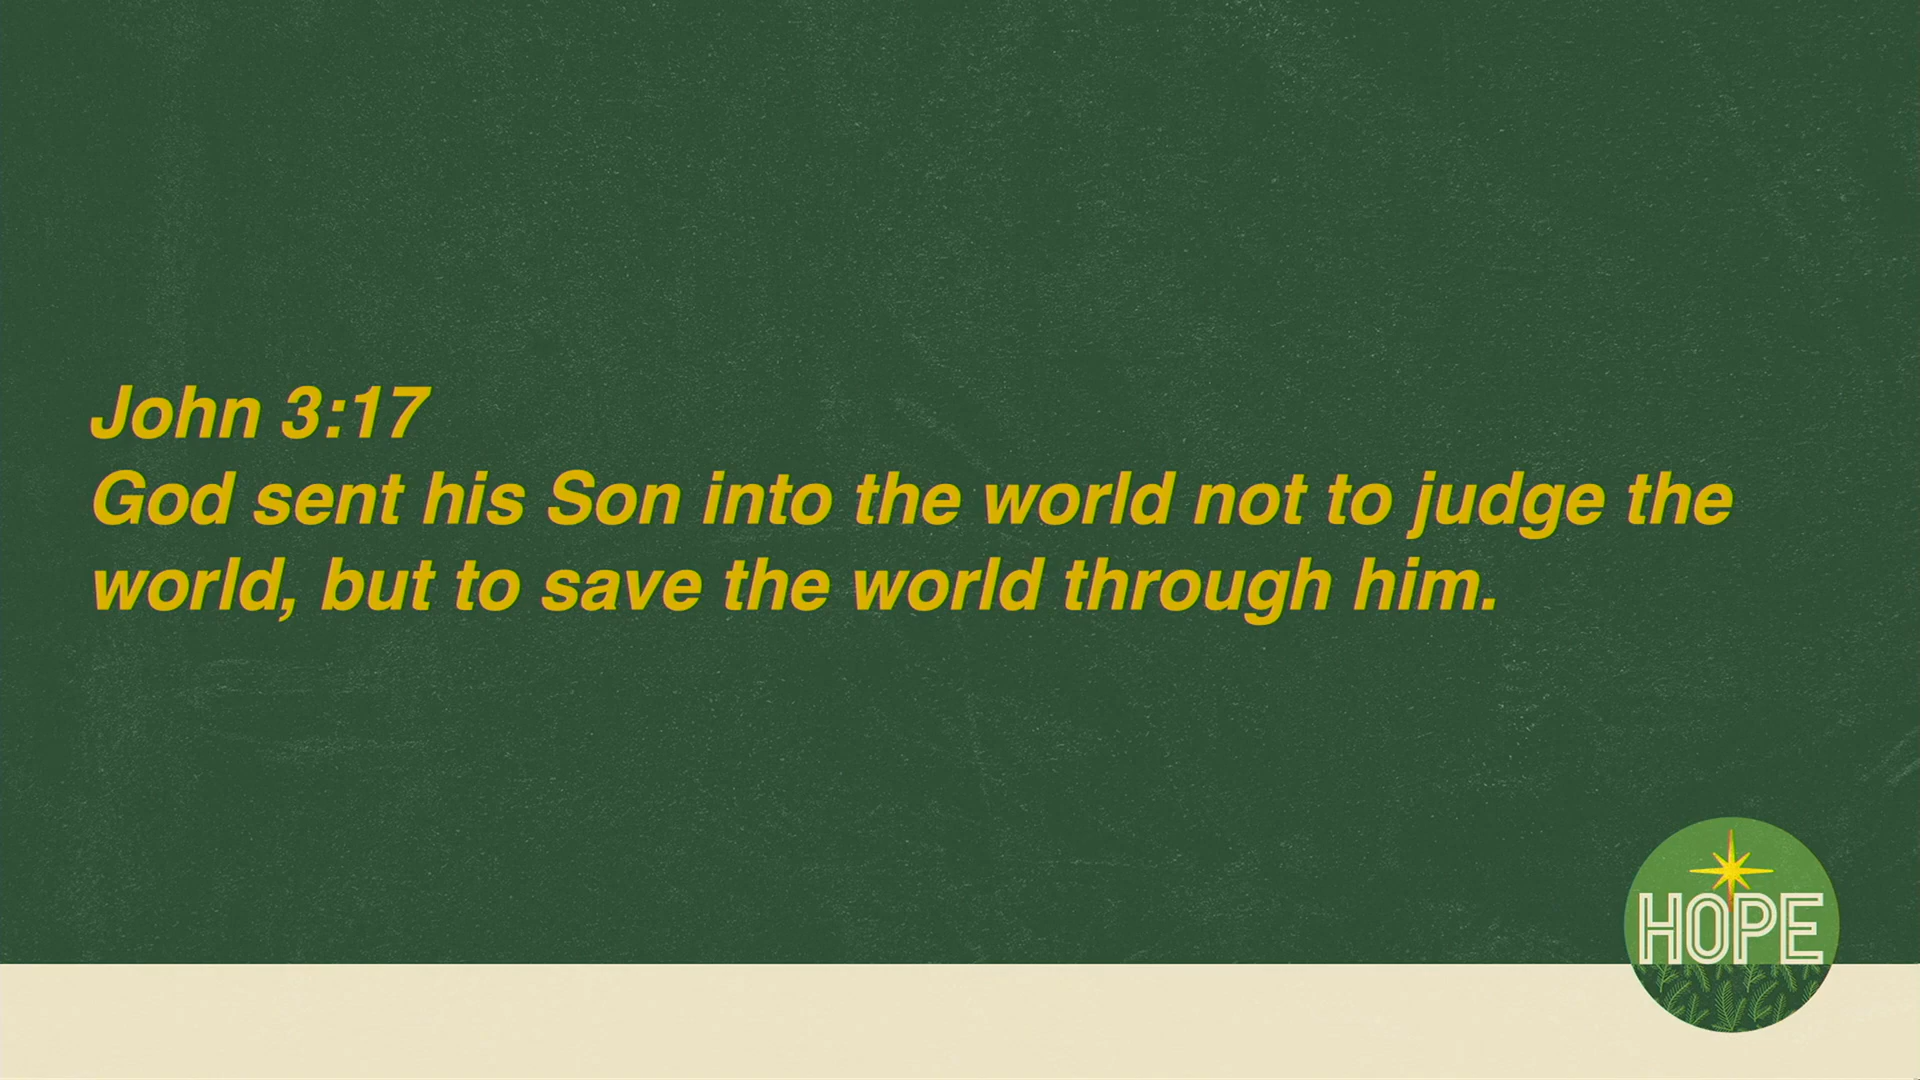 John 3:17
God sent his Son into the world not to judge the
world, but to save the world through him.
HOPE